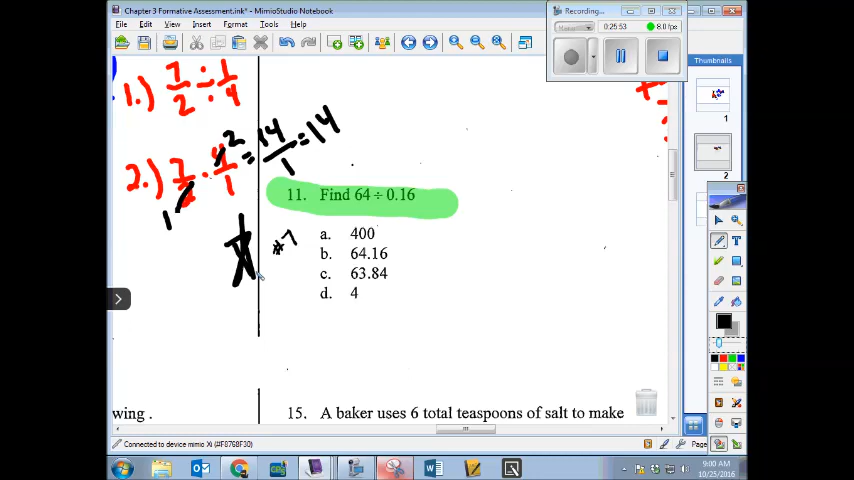 Chapter 3 Formative Assessment.ink* - MimioStudio Notebook
File Edit View Insert Format Tools Help
Recording...
0:25:53
8.0 fps
Thumbnails
1
2
1.) 7/2 ÷ 1/4
2.) 7/2 · 4/1 2 = 14/1 = 14
1
11. Find 64 ÷ 0.16
#7
a. 400
b. 64.16
c. 63.84
d. 4
wing .
15. A baker uses 6 total teaspoons of salt to make
Connected to device mimio Xi (#F8768F30)
Page
9:00 AM
10/25/2016